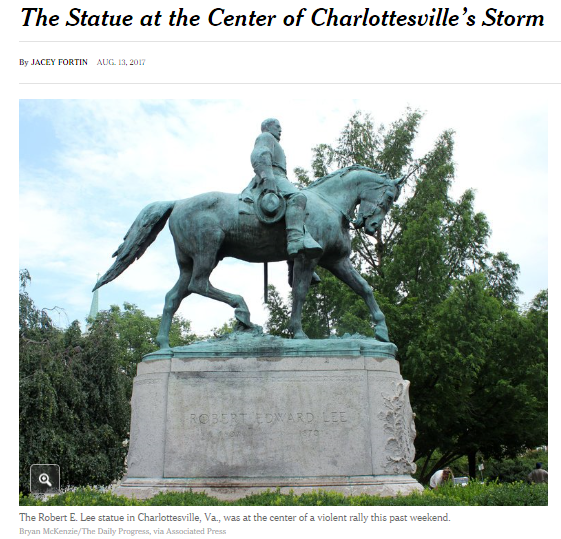 The Statue at the Center of Charlottesville's Storm
By JACEY FORTIN AUG. 13, 2017
ROBERT EDWARD LEE
1870
The Robert E. Lee statue in Charlottesville, Va., was at the center of a violent rally this past weekend.
Bryan McKenzie/The Daily Progress, via Associated Press